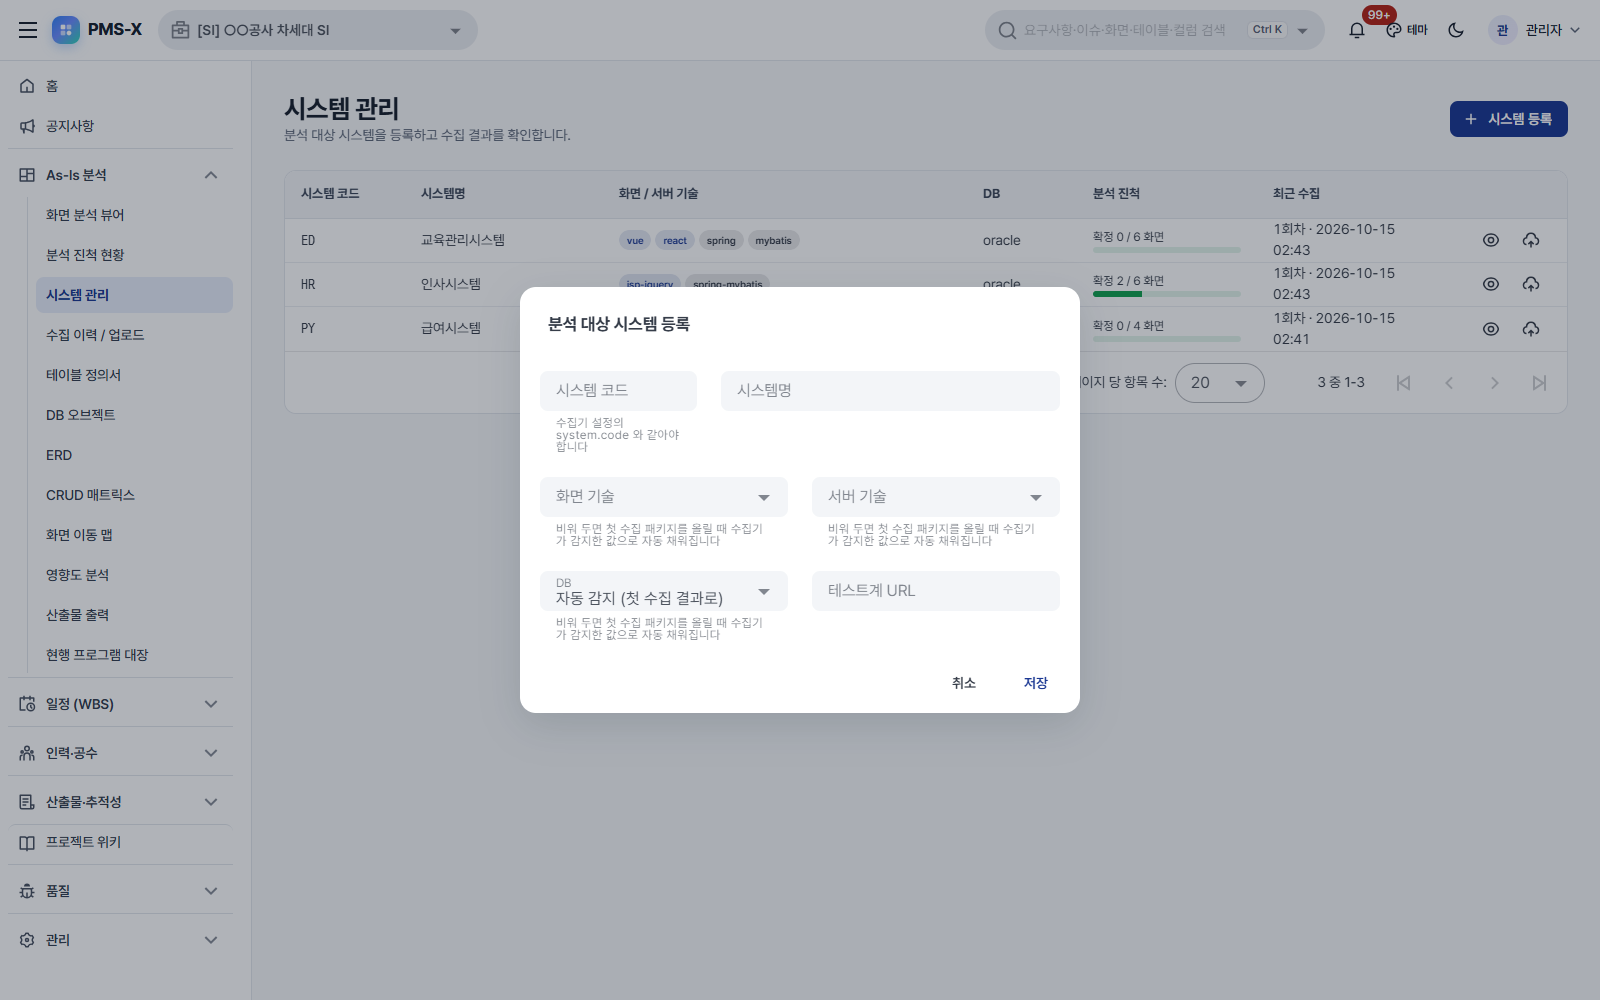 PMS-X
[SI] 〇〇공사 차세대 SI
요구사항·이슈·화면·테이블·컬럼 검색
Ctrl K
99+
테마
관
관리자
홈
공지사항
As-Is 분석
화면 분석 뷰어
분석 진척 현황
시스템 관리
수집 이력 / 업로드
테이블 정의서
DB 오브젝트
ERD
CRUD 매트릭스
화면 이동 맵
영향도 분석
산출물 출력
현행 프로그램 대장
일정 (WBS)
인력·공수
산출물·추적성
프로젝트 위키
품질
관리
시스템 관리
분석 대상 시스템을 등록하고 수집 결과를 확인합니다.
시스템 등록
시스템 코드 시스템명 화면 / 서버 기술 DB 분석 진척 최근 수집
ED 교육관리시스템 vue react spring mybatis oracle 확정 0 / 6 화면 1회차 · 2026-10-15 02:43
HR 인사시스템 jsp-jquery spring-mybatis oracle 확정 2 / 6 화면 1회차 · 2026-10-15 02:43
PY 급여시스템 확정 0 / 4 화면 1회차 · 2026-10-15 02:41
이지 당 항목 수: 20 3 중 1-3
분석 대상 시스템 등록
시스템 코드
시스템명
수집기 설정의
system.code 와 같아야
합니다
화면 기술
서버 기술
비워 두면 첫 수집 패키지를 올릴 때 수집기
가 감지한 값으로 자동 채워집니다
비워 두면 첫 수집 패키지를 올릴 때 수집기
가 감지한 값으로 자동 채워집니다
DB
자동 감지 (첫 수집 결과로)
테스트계 URL
비워 두면 첫 수집 패키지를 올릴 때 수집기
가 감지한 값으로 자동 채워집니다
취소
저장